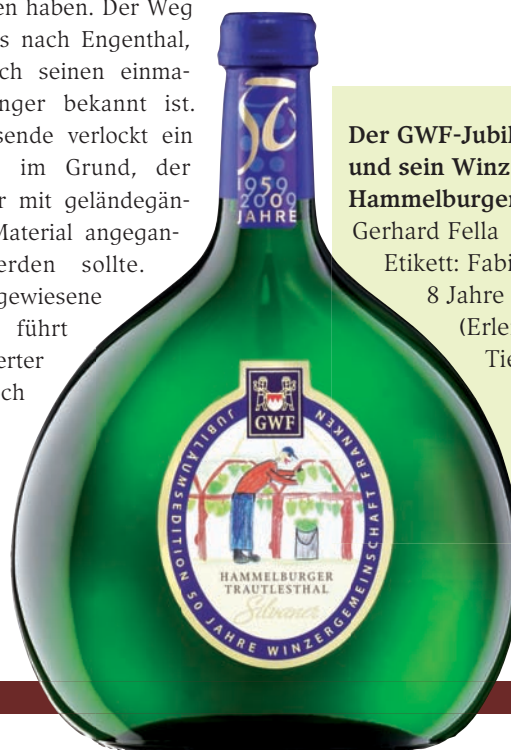 en haben. Der Weg
s nach Engenthal,
ch seinen einma-
nger bekannt ist.
sende verlockt ein
im Grund, der
r mit geländegän-
Material angegan-
erden sollte.
gewiesene
führt
erter
ch
50
1959
2009
JAHRE
GWF
JUBILÄUMSEDITION 50 JAHRE WINZERGEMEINSCHAFT FRANKEN
HAMMELBURGER
TRAUTLESTHAL
Silvaner
Der GWF-Jubil
und sein Winz
Hammelburger
Gerhard Fella
Etikett: Fabi
8 Jahre
(Erle
Tie